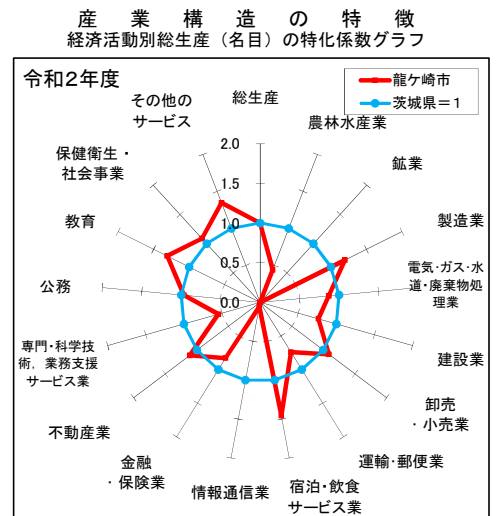 産業構造の特徴
経済活動別総生産（名目）の特化係数グラフ
令和2年度
龍ケ崎市
茨城県＝1
総生産
農林水産業
鉱業
製造業
電気・ガス・水
道・廃棄物処
理業
建設業
卸売
・小売業
運輸・郵便業
宿泊・飲食
サービス業
情報通信業
金融
・保険業
不動産業
専門・科学技
術，業務支援
サービス業
公務
教育
保健衛生・
社会事業
その他の
サービス
2.0
1.5
1.0
0.5
0.0